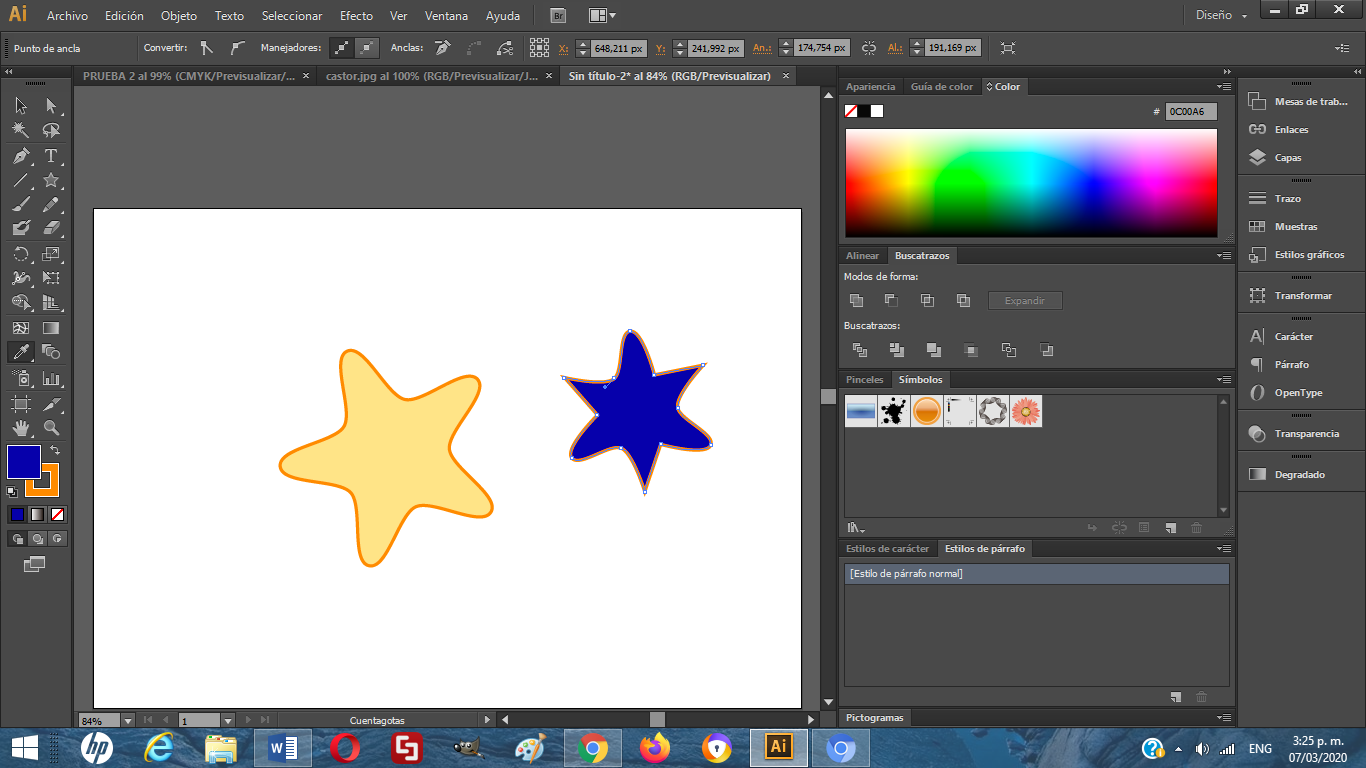 Ai Archivo Edición Objeto Texto Seleccionar Efecto Ver Ventana Ayuda Br Diseño
Punto de ancla Convertir: Manejadores: Anclas: X: 648,211 px Y: 241,992 px An.: 174,754 px Al.: 191,169 px
PRUEBA 2 al 99% (CMYK/Previsualizar/... × castor.jpg al 100% (RGB/Previsualizar/J... × Sin título-2* al 84% (RGB/Previsualizar) ×
Apariencia Guía de color Color
# 0C00A6
Mesas de trab...
Enlaces
Capas
Trazo
Muestras
Estilos gráficos
Transformar
Carácter
Párrafo
OpenType
Transparencia
Degradado
Alinear Buscatrazos
Modos de forma:
Expandir
Buscatrazos:
Pinceles Símbolos
Estilos de carácter Estilos de párrafo
[Estilo de párrafo normal]
Pictogramas
84% 1 Cuentagotas
hp Ai ENG 3:25 p. m.
07/03/2020